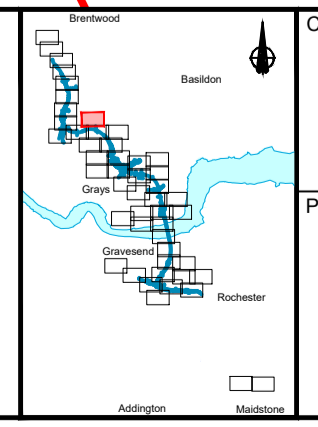 Brentwood
C
Basildon
Grays
P
Gravesend
Rochester
Addington Maidstone